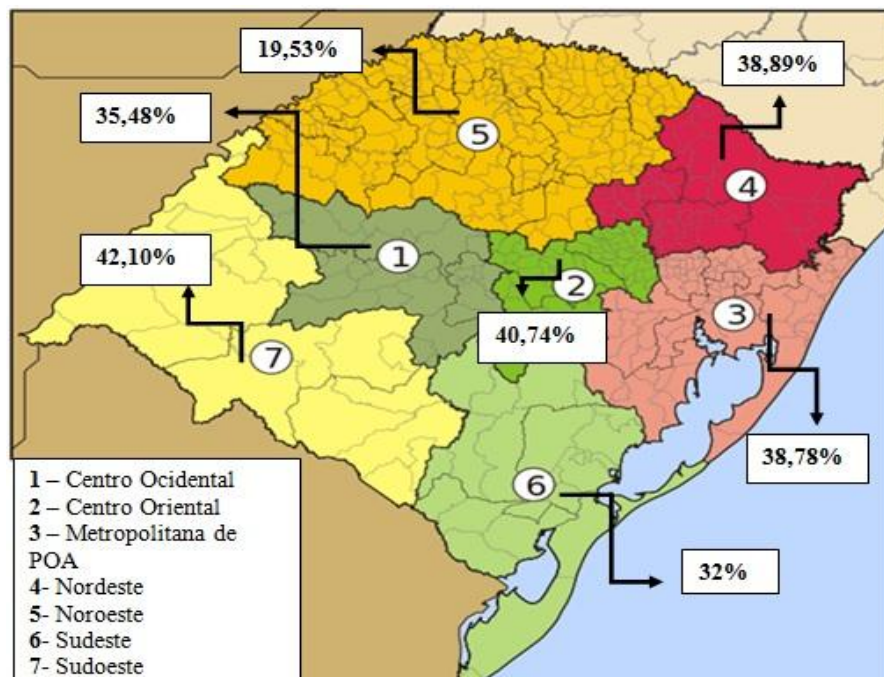 19,53%
38,89%
35,48%
5
4
42,10%
1
2
3
40,74%
7
38,78%
6
32%
1 – Centro Ocidental
2 – Centro Oriental
3 – Metropolitana de
POA
4- Nordeste
5- Noroeste
6- Sudeste
7- Sudoeste